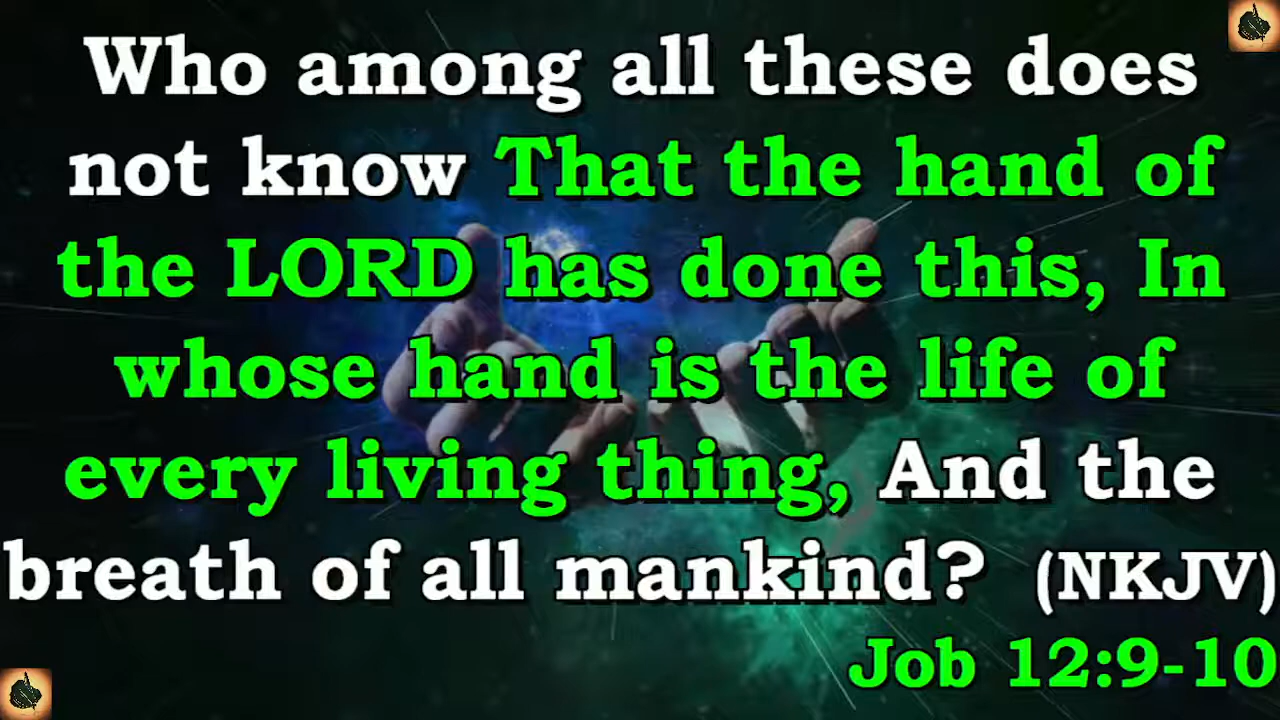 Who among all these does
not know That the hand of
the LORD has done this, In
whose hand is the life of
every living thing, And the
breath of all mankind? (NKJV)
Job 12:9-10